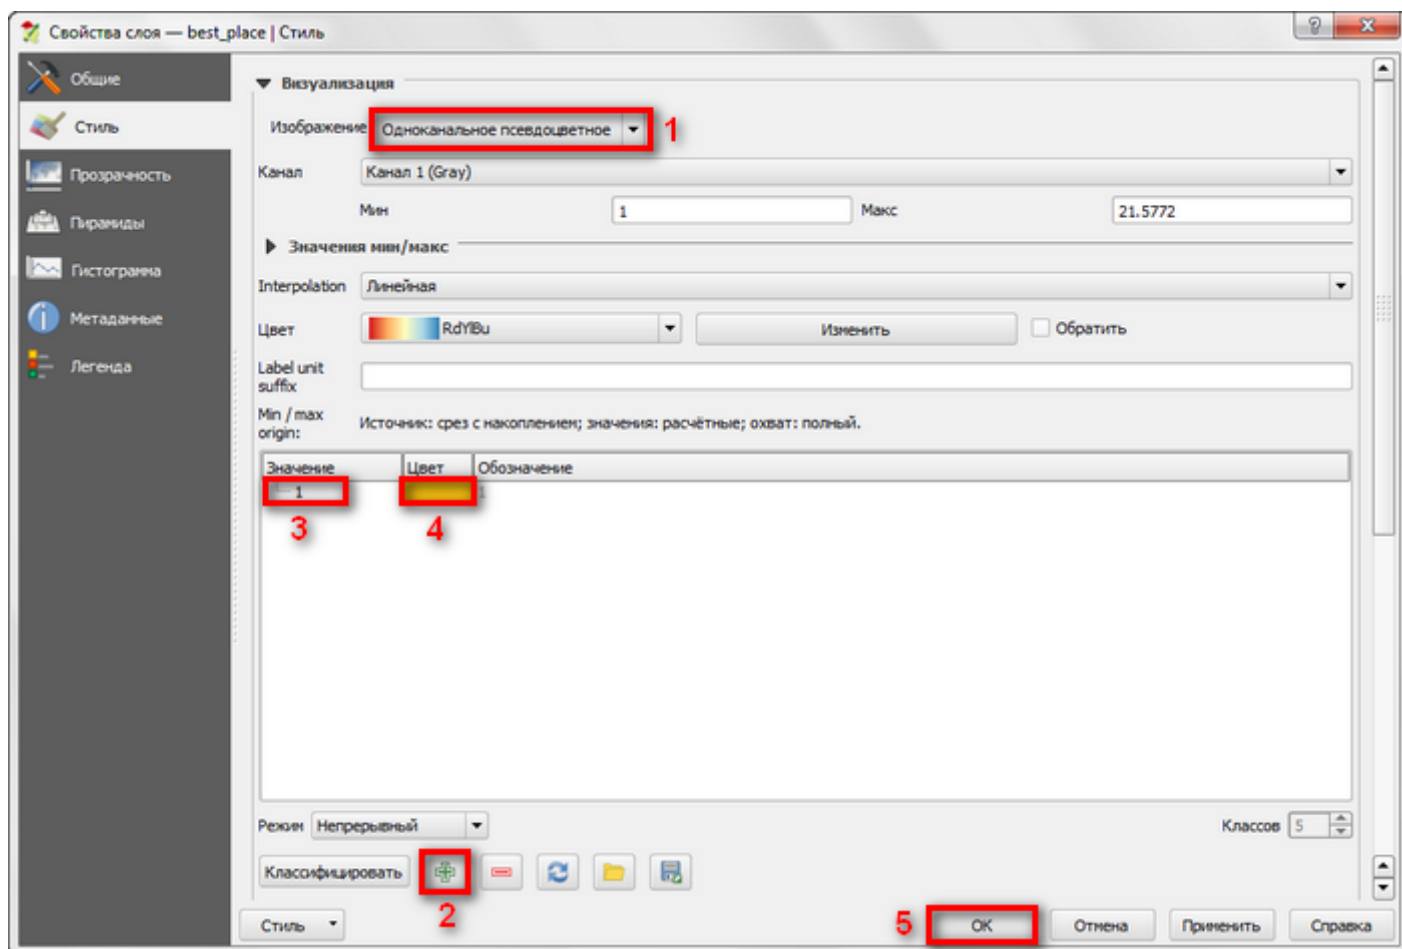 Свойства слоя — best_place | Стиль
Общие
Стиль
Прозрачность
Пирамиды
Гистограмма
Метаданные
Легенда
Визуализация
Изображение Одноканальное псевдоцветное 1
Канал Канал 1 (Gray)
Мин 1 Макс 21.5772
Значения мин/макс
Interpolation Линейная
Цвет RdYlBu Изменить Обратить
Label unit
suffix
Min / max
origin:
Источник: срез с накоплением; значения: расчётные; охват: полный.
Значение Цвет Обозначение
1 1
3 4
Режим Непрерывный Классов 5
Классифицировать
2
Стиль 5 OK Отмена Применить Справка